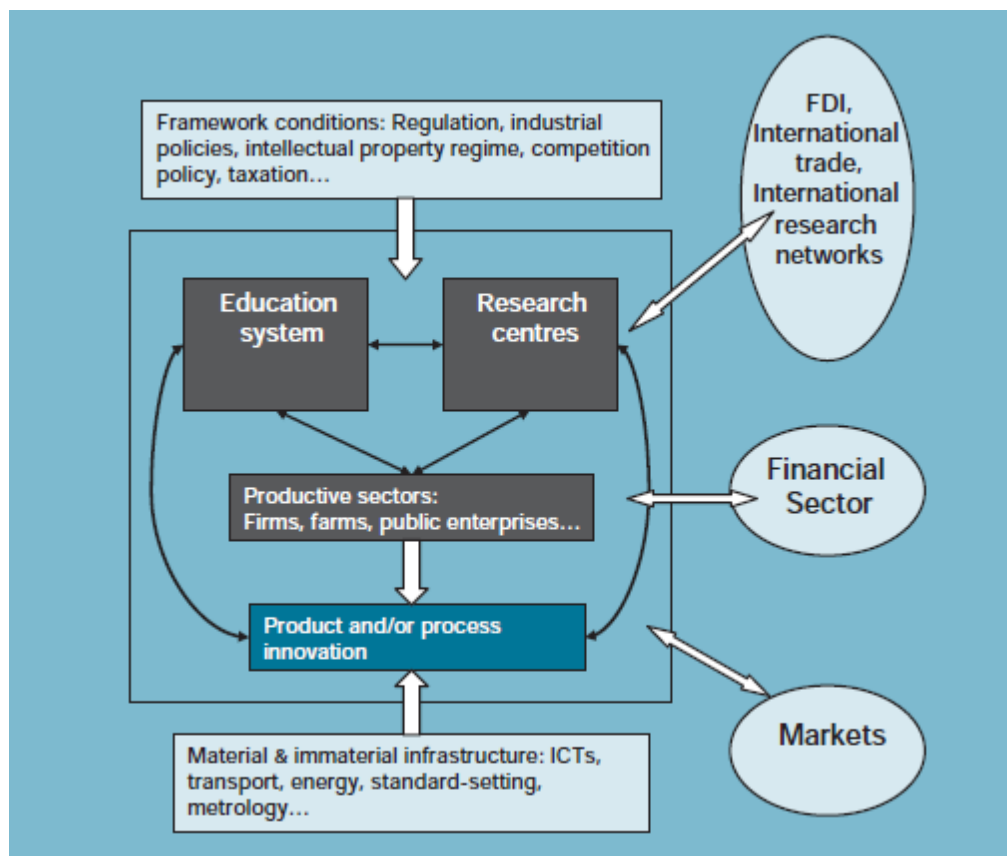 Framework conditions: Regulation, industrial
policies, intellectual property regime, competition
policy, taxation...
FDI,
International
trade,
International
research
networks
Education
system
Research
centres
Productive sectors:
Firms, farms, public enterprises...
Financial
Sector
Product and/or process
innovation
Markets
Material & immaterial infrastructure: ICTs,
transport, energy, standard-setting,
metrology...